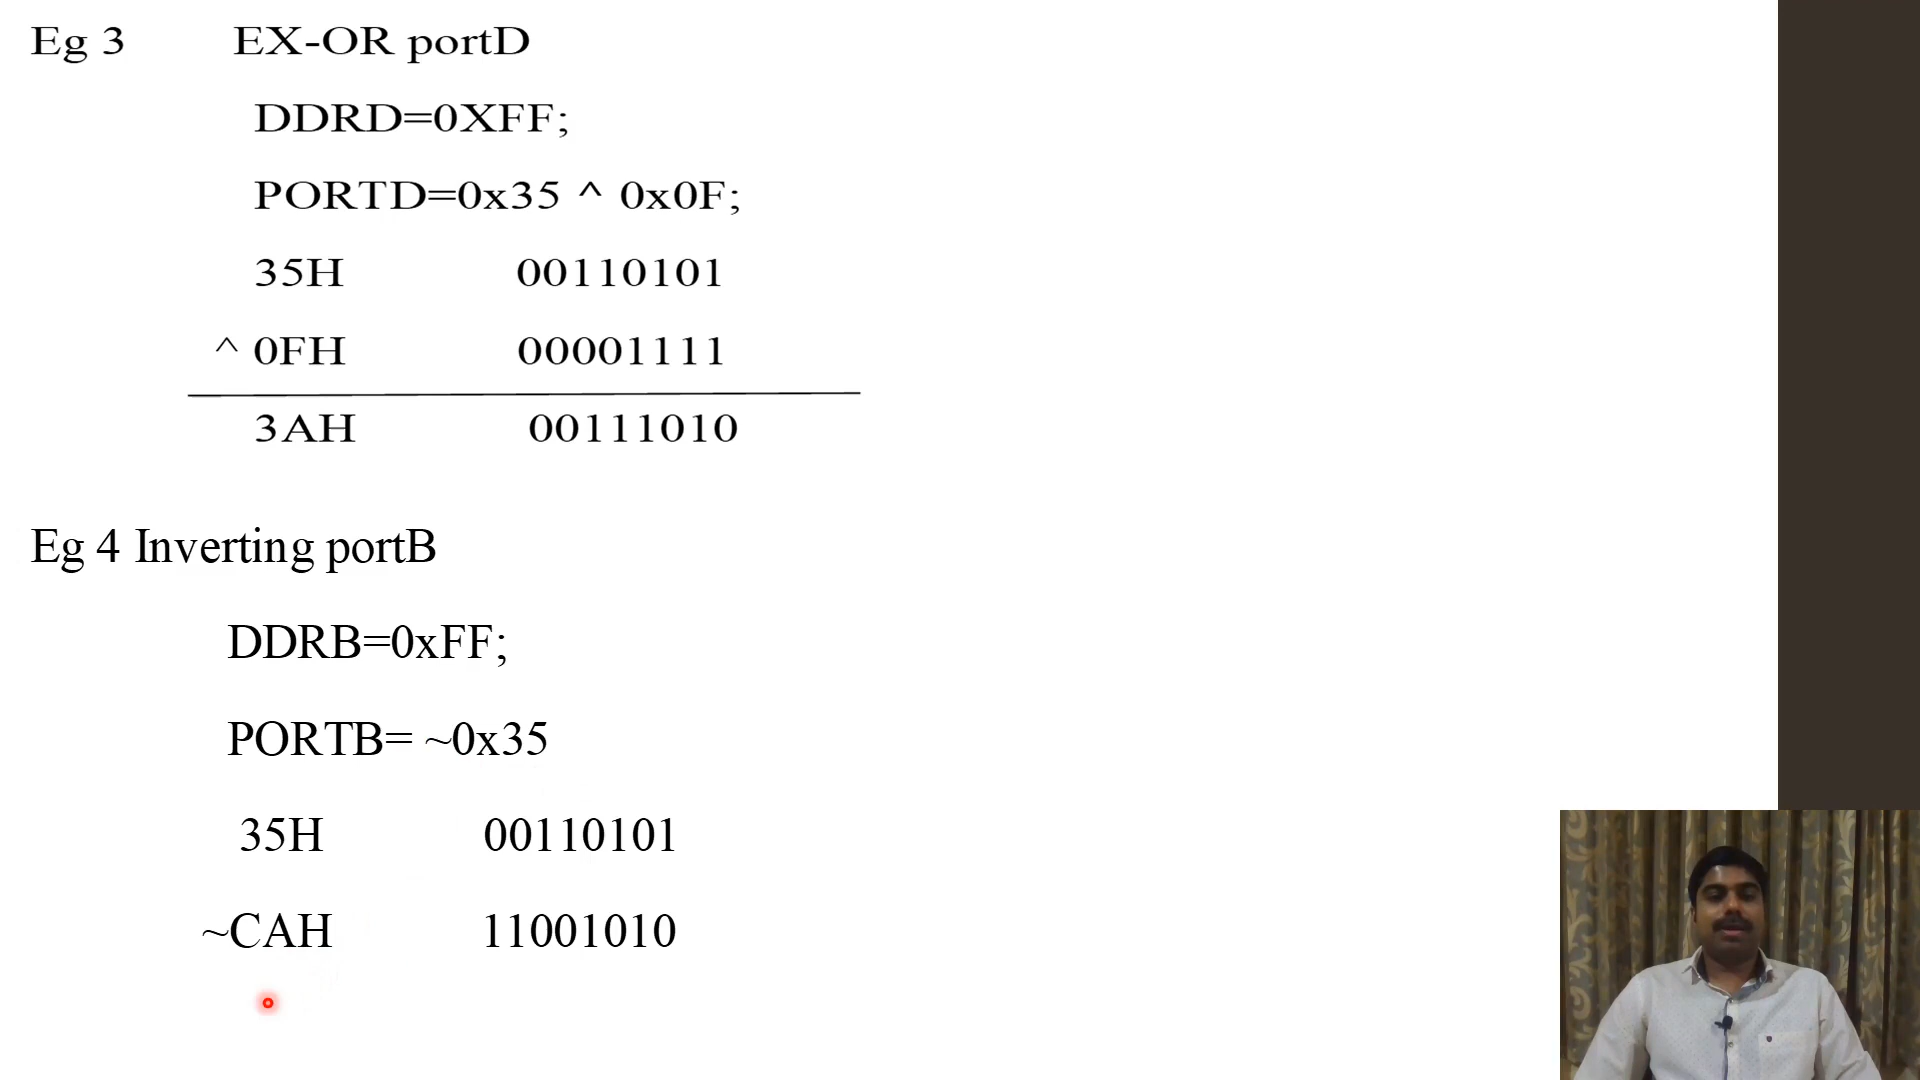 Eg 3 EX-OR portD
DDRD=0XFF;
PORTD=0x35 ^ 0x0F;
35H 00110101
^ 0FH 00001111
3AH 00111010
Eg 4 Inverting portB
DDRB=0xFF;
PORTB= ~0x35
35H 00110101
~CAH 11001010